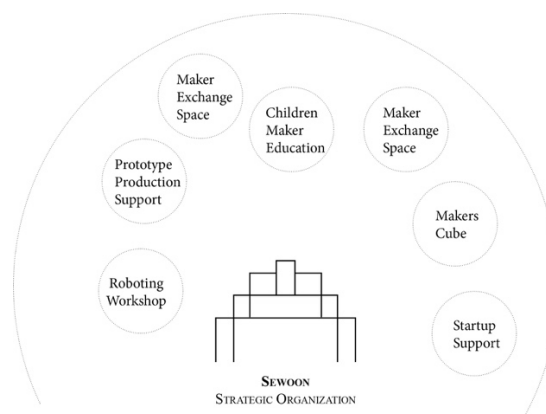 Maker
Exchange
Space
Children
Maker
Education
Maker
Exchange
Space
Prototype
Production
Support
Makers
Cube
Roboting
Workshop
Startup
Support
SEWOON
STRATEGIC ORGANIZATION